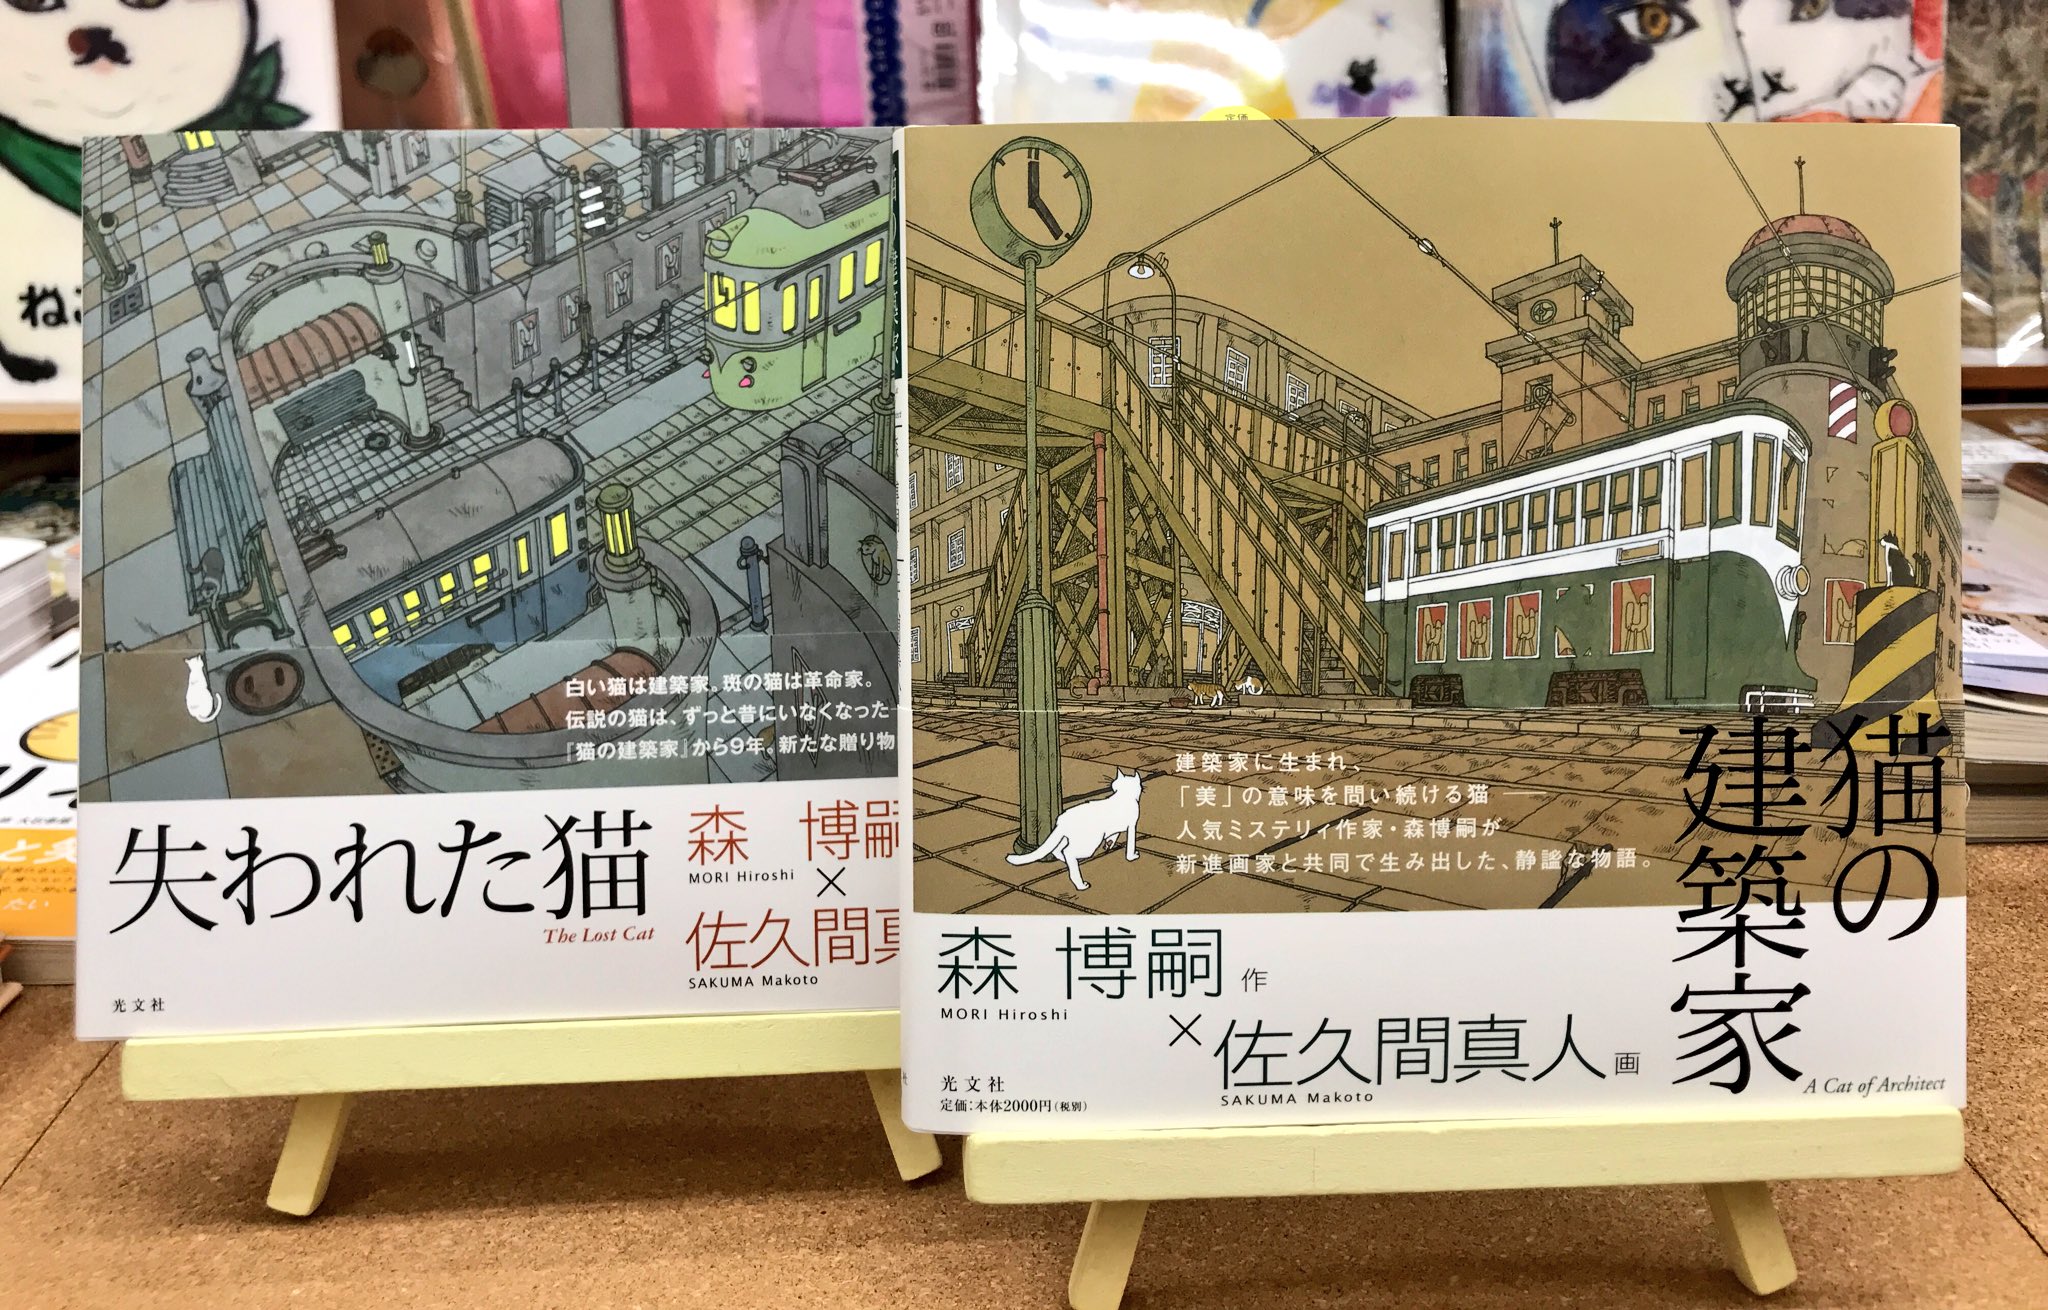 定価
ね
白い猫は建築家。斑の猫は革命家。
伝説の猫は、ずっと昔にいなくなった
『猫の建築家』から9年。新たな贈り物
失われた猫
The Lost Cat
森 博嗣
MORI Hiroshi
×
佐久間真
SAKUMA Makoto
光文社
建築家に生まれ、
「美」の意味を問い続ける猫――
人気ミステリィ作家・森博嗣が
新進画家と共同で生み出した、静謐な物語。
猫の
建築家
A Cat of Architect
森 博嗣 作
MORI Hiroshi
×
佐久間真人 画
SAKUMA Makoto
光文社
定価:本体2000円(税別)